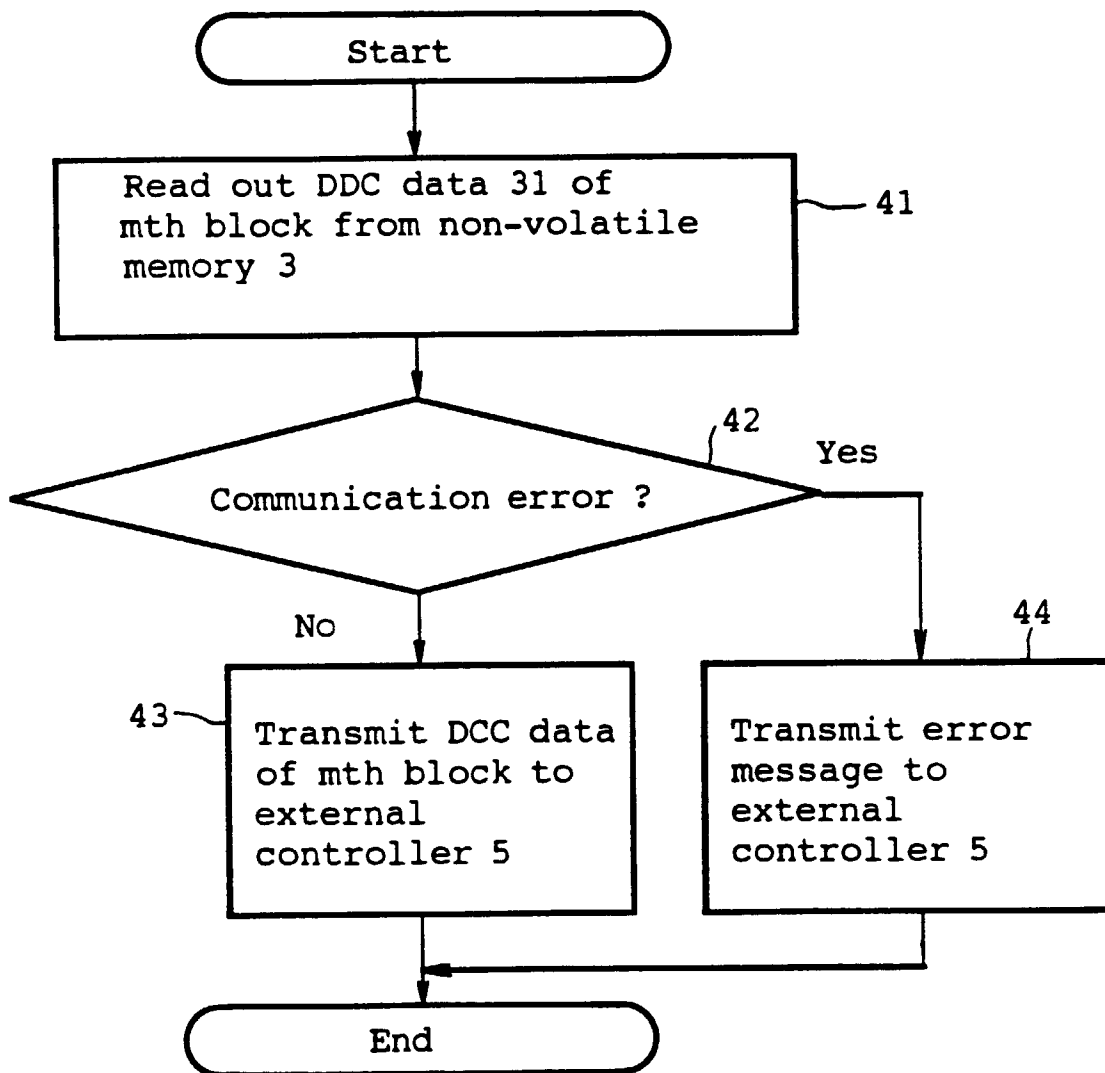 Start
Read out DDC data 31 of
mth block from non-volatile
memory 3
41
42
Yes
Communication error ?
No
44
43
Transmit DCC data
of mth block to
external
controller 5
Transmit error
message to
external
controller 5
End